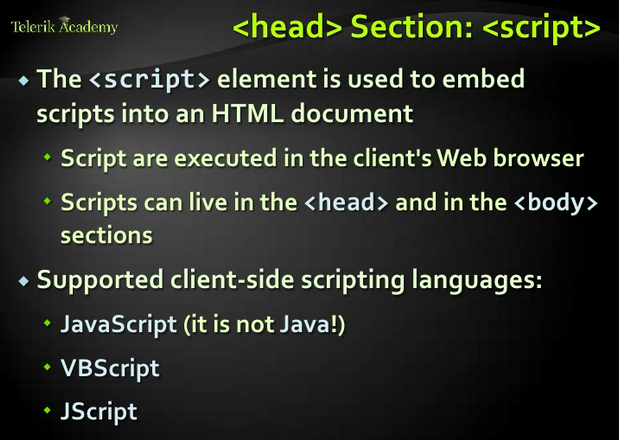 Telerik Academy
<head> Section: <script>
The <script> element is used to embed
scripts into an HTML document
Script are executed in the client's Web browser
Scripts can live in the <head> and in the <body>
sections
Supported client-side scripting languages:
JavaScript (it is not Java!)
VBScript
JScript